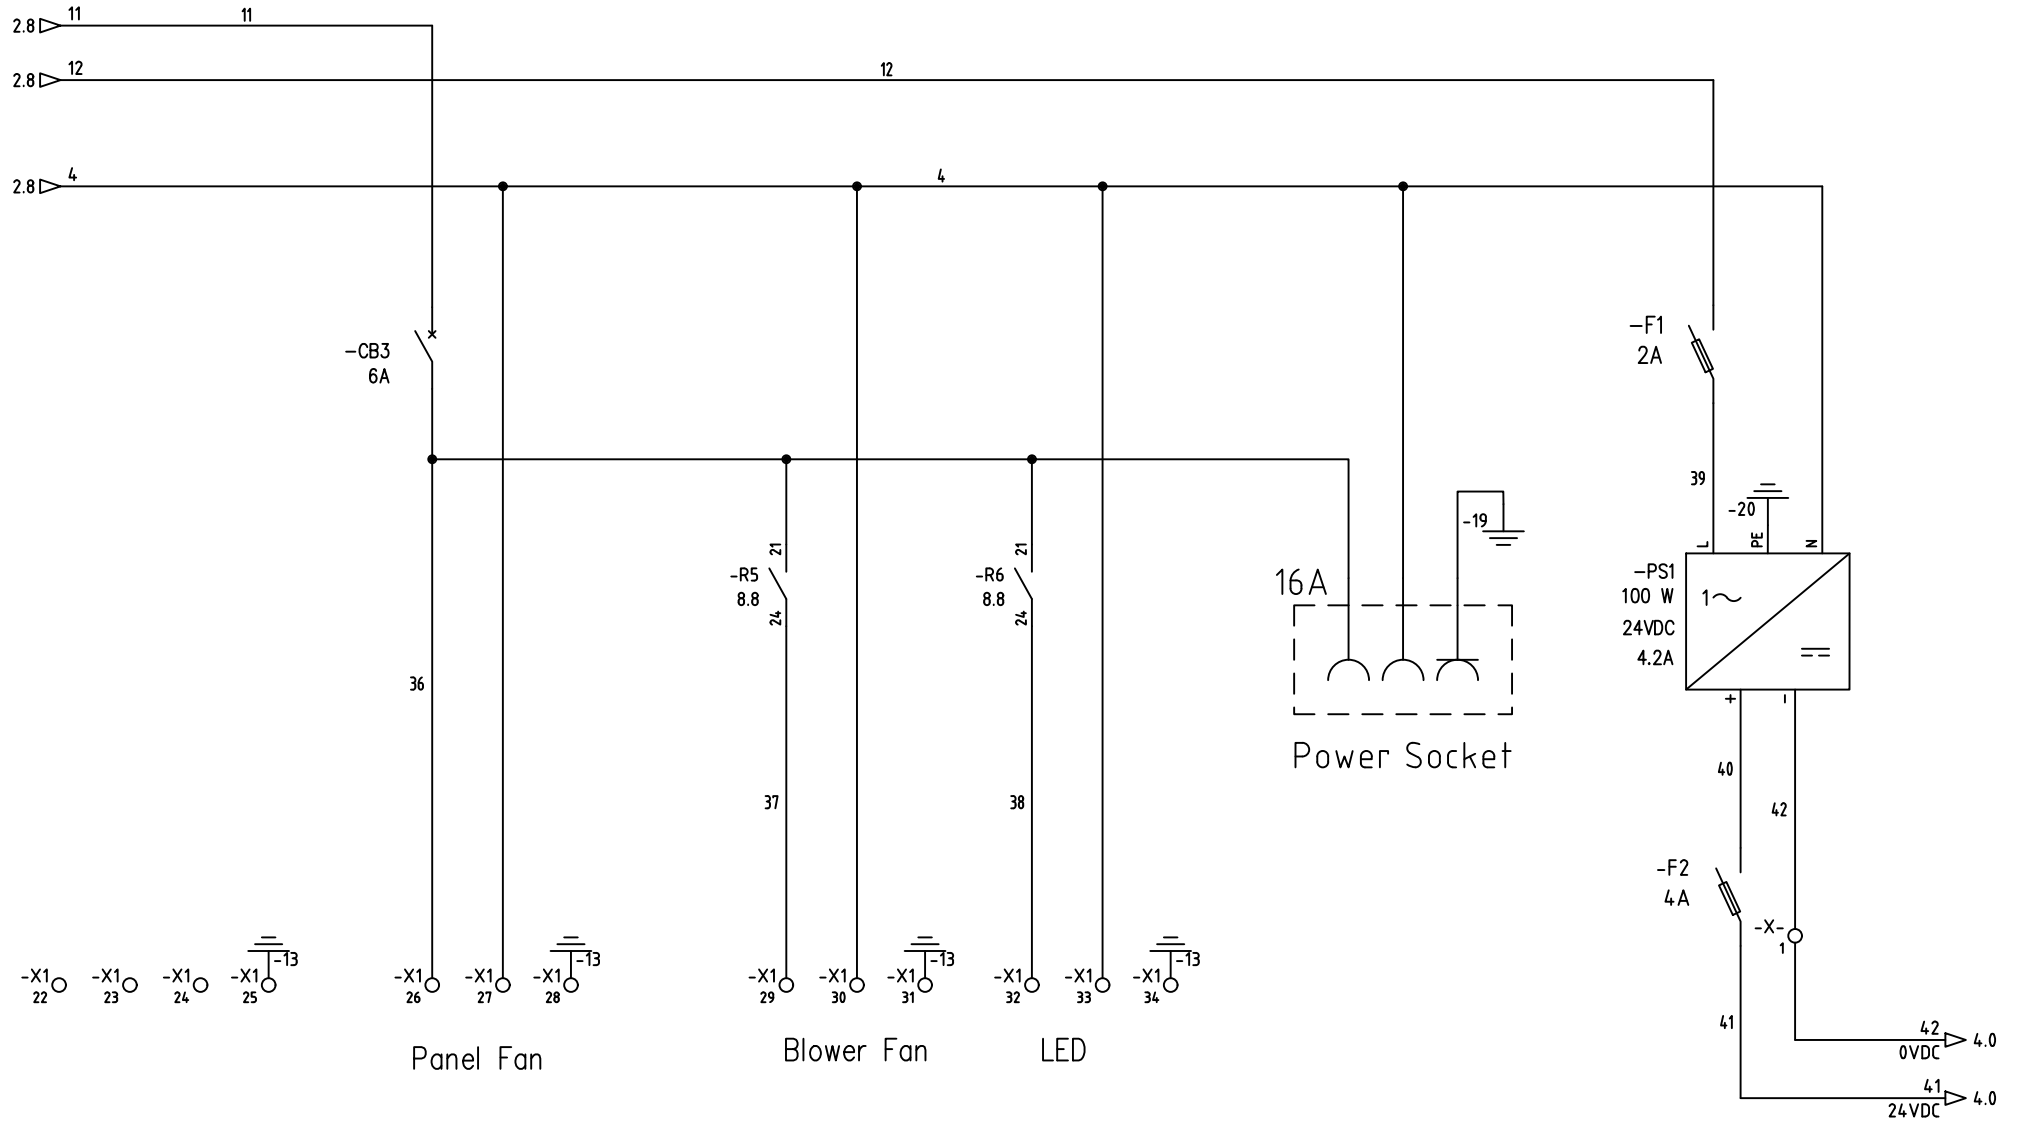 2.8 11 11
2.8 12 12
2.8 4 4
-CB3
6A
-F1
2A
39
-20
-19
L PE N
21 21
-R5
8.8
24
-R6
8.8
24
16A
-PS1
100 W
24VDC
4.2A
1
+ -
36
Power Socket
40
37
38
42
-F2
4A
-X-
1
-13 -13 -13 -13
-X1 -X1 -X1 -X1 -X1 -X1 -X1 -X1 -X1 -X1 -X1 -X1 -X1
22 23 24 25 26 27 28 29 30 31 32 33 34
41
Panel Fan
Blower Fan
LED
42 4.0
0VDC
41 4.0
24VDC